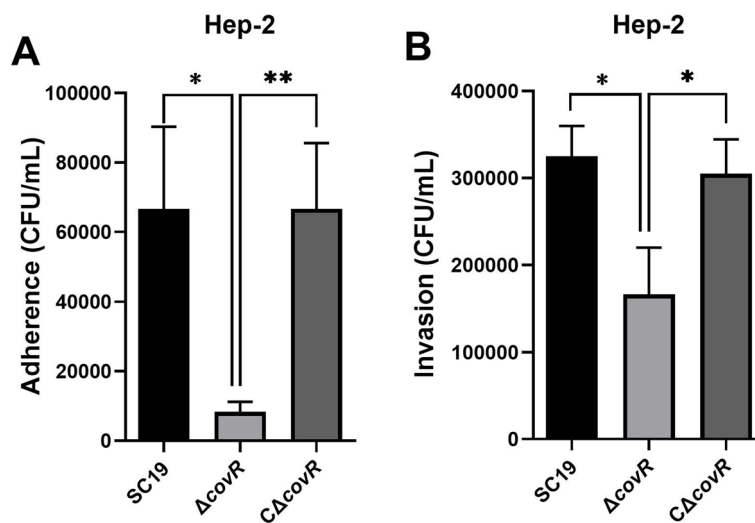 A
Hep-2
* **
Adherence (CFU/mL)
100000
80000
60000
40000
20000
0
SC19
ΔcovR
CΔcovR
B
Hep-2
* *
Invasion (CFU/mL)
400000
300000
200000
100000
0
SC19
ΔcovR
CΔcovR